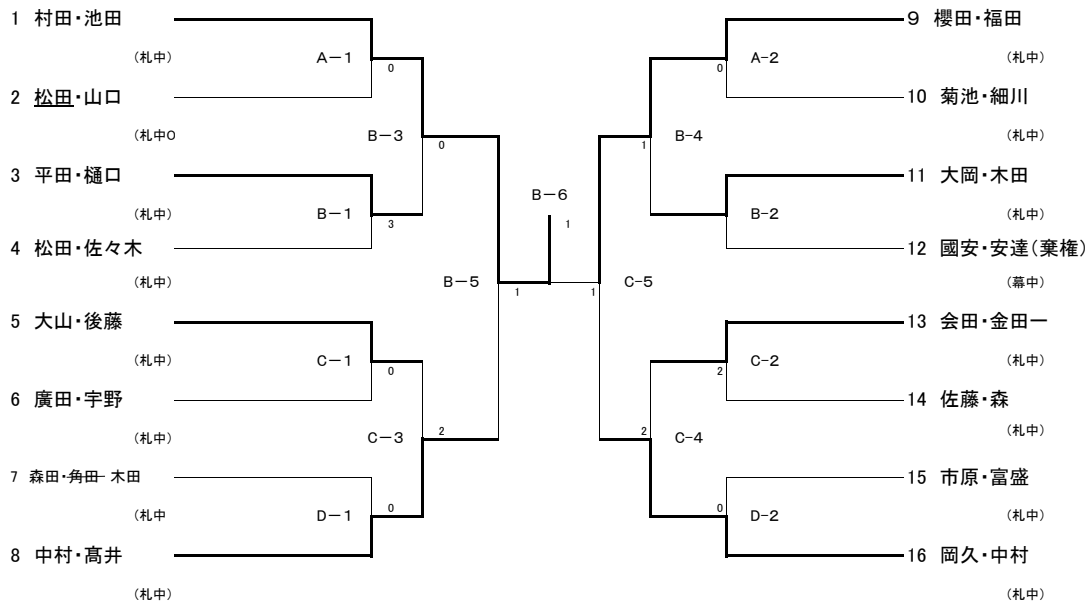 1 村田・池田
(札中)
A－1
0
2 松田・山口
(札中0
B－3
0
3 平田・樋口
(札中)
B－1
3
4 松田・佐々木
(札中)
B－5
1
5 大山・後藤
(札中)
C－1
0
6 廣田・宇野
(札中)
C－3
2
7 森田・角田 木田
(札中
D－1
0
8 中村・髙井
(札中)
B－6
1
9 櫻田・福田
(札中)
A-2
0
10 菊池・細川
(札中)
B-4
1
11 大岡・木田
(札中)
B-2
12 國安・安達(棄権)
(幕中)
C-5
1
13 会田・金田一
(札中)
C-2
2
14 佐藤・森
(札中)
C-4
2
15 市原・富盛
(札中)
D-2
0
16 岡久・中村
(札中)